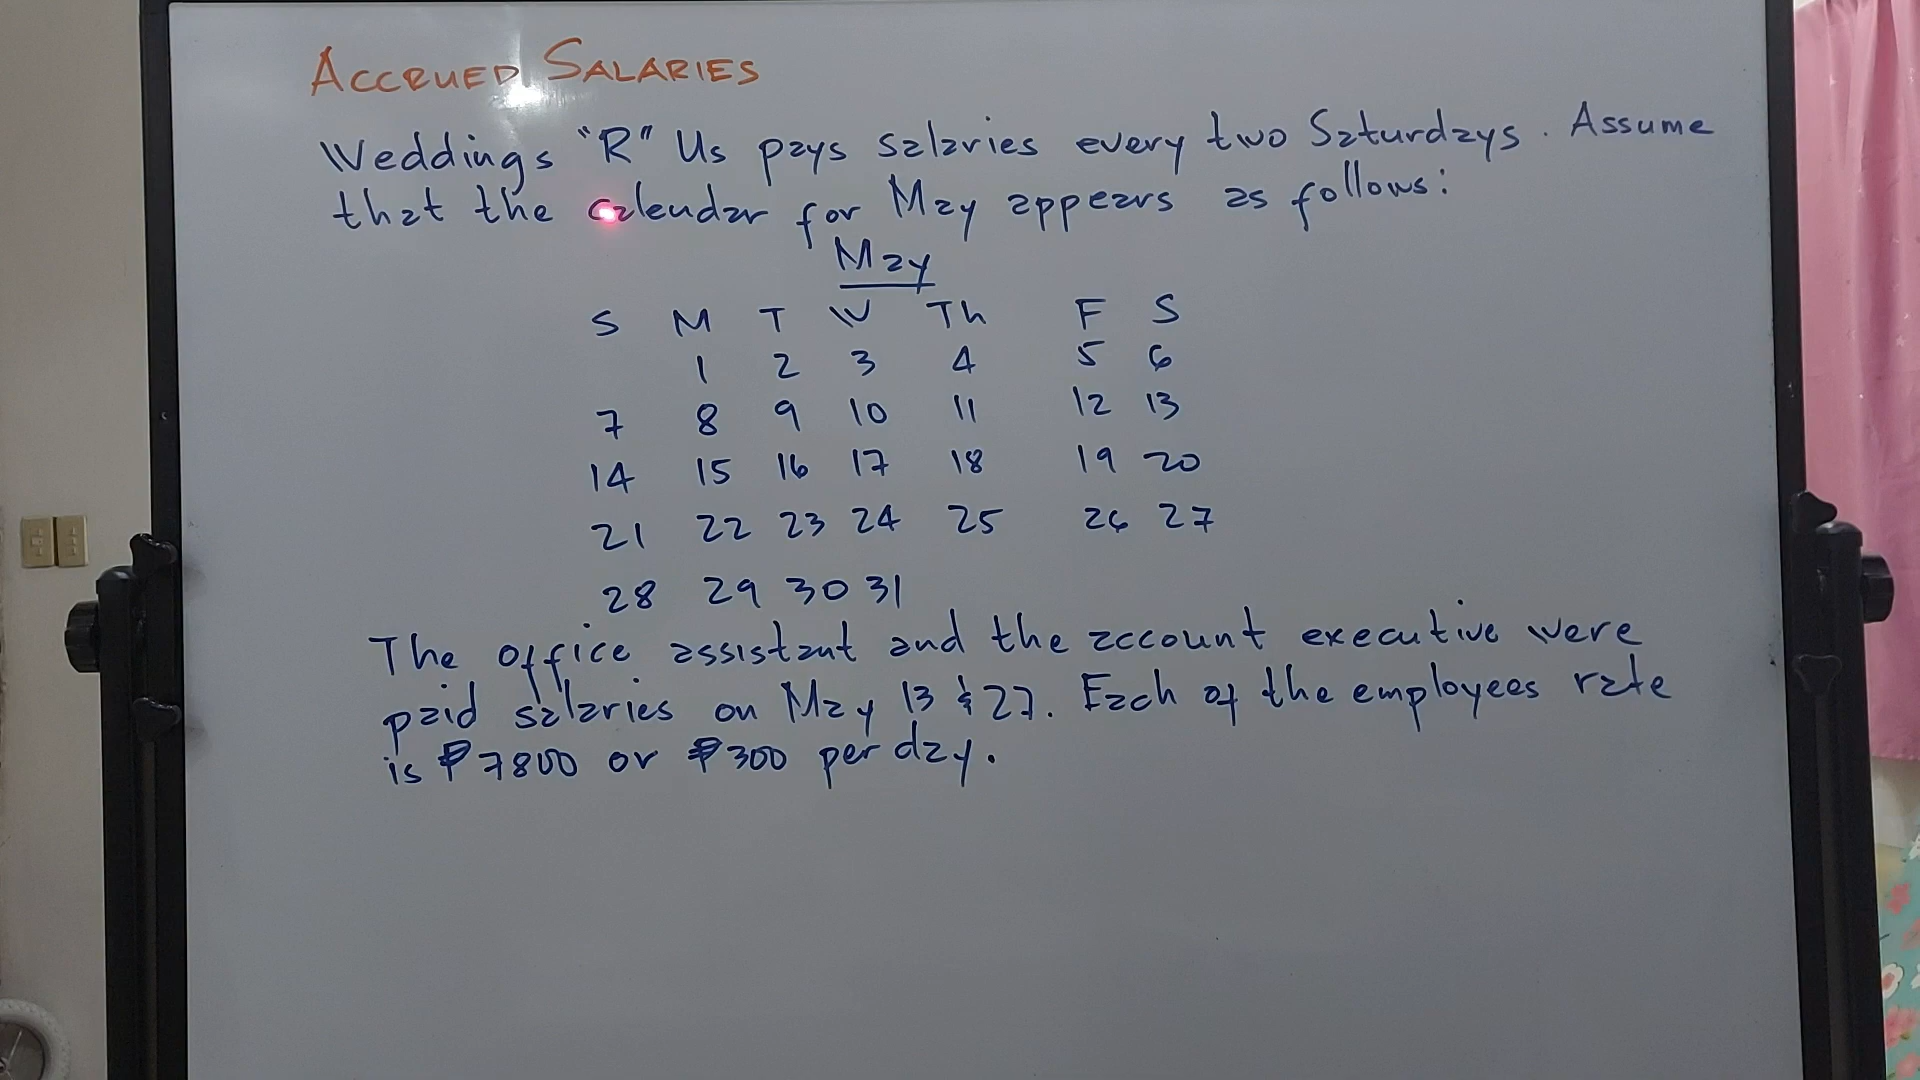 ACCRUED SALARIES
Weddings "R" Us pays salaries every two Saturdays. Assume
that the calendar for May appears as follows:
May
S M T W Th F S
1 2 3 4 5 6
7 8 9 10 11 12 13
14 15 16 17 18 19 20
21 22 23 24 25 26 27
28 29 30 31
The office assistant and the account executive were
paid salaries on May 13 & 27. Each of the employees rate
is ₱7800 or ₱300 per day.